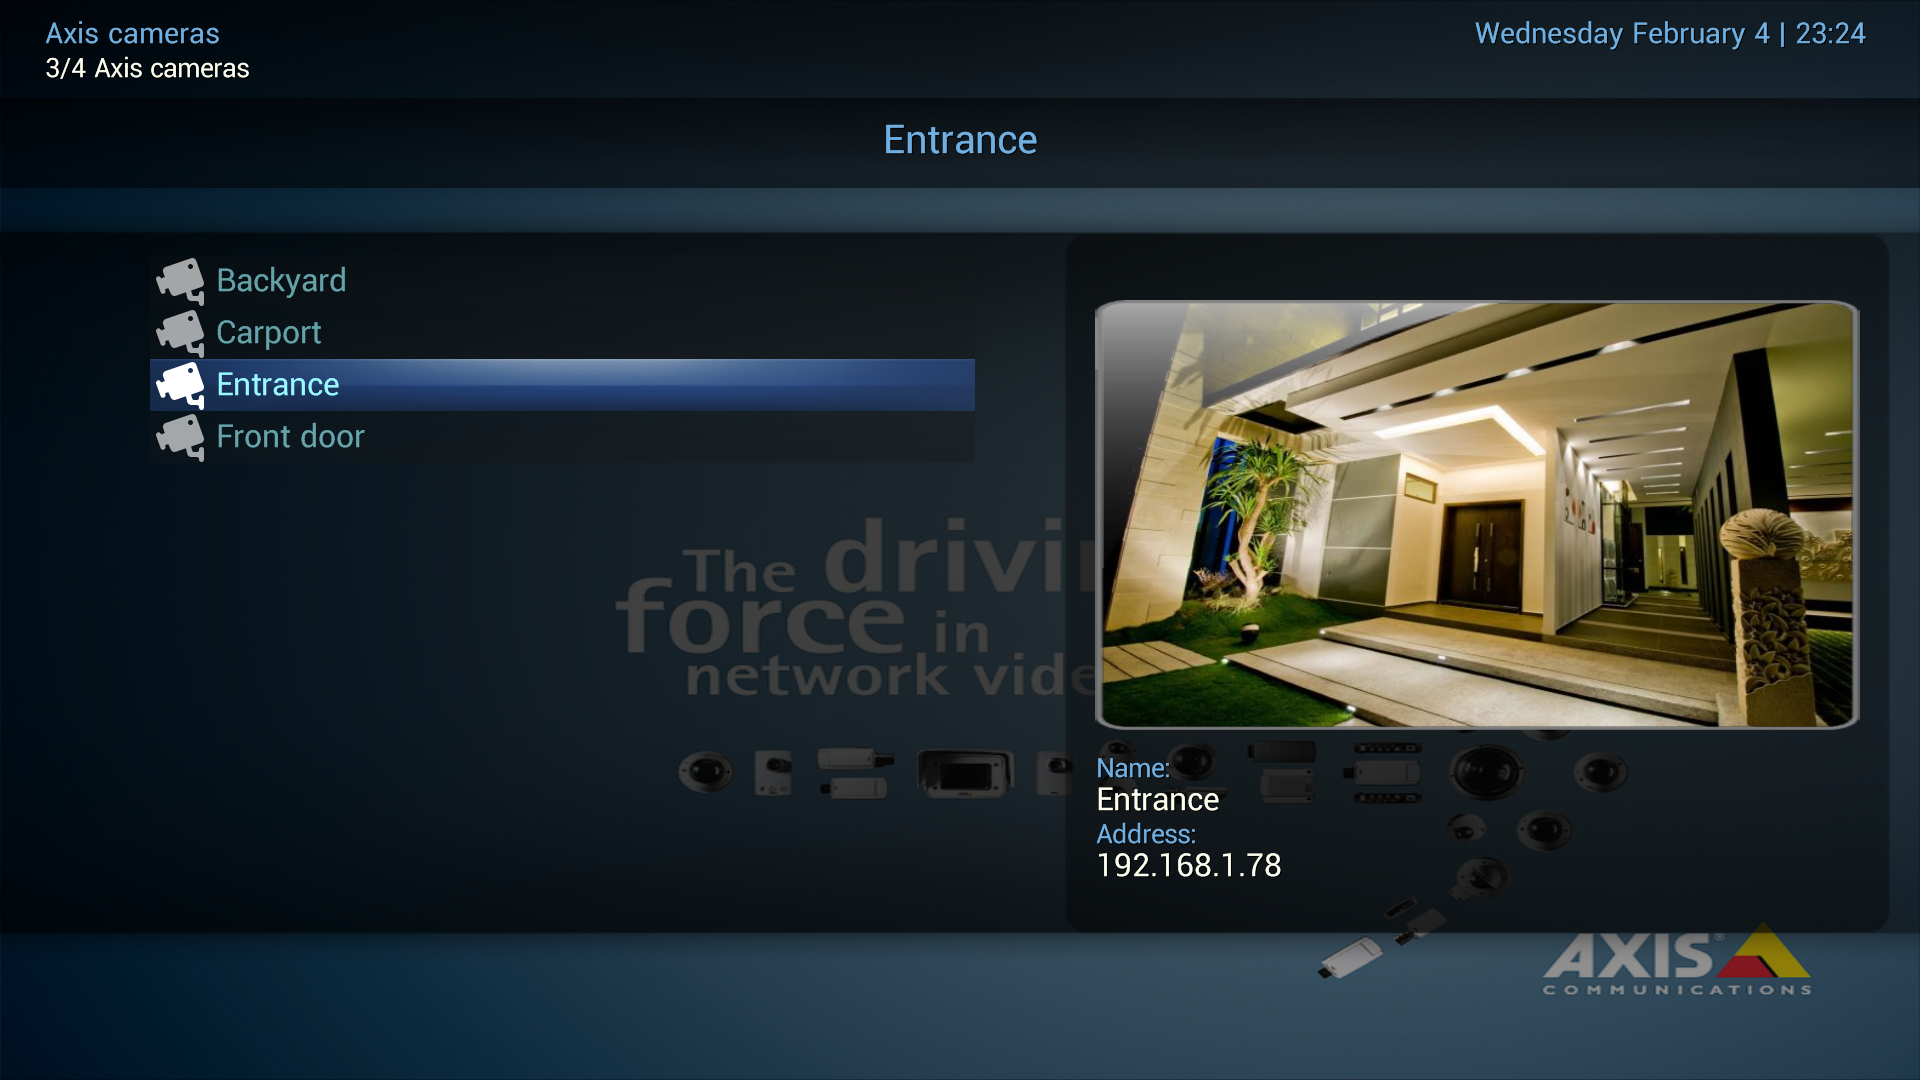 Axis cameras
3/4 Axis cameras
Wednesday February 4 | 23:24
Entrance
Backyard
Carport
Entrance
Front door
The drivin
force in
network vide
Name:
Entrance
Address:
192.168.1.78
AXIS®
COMMUNICATIONS